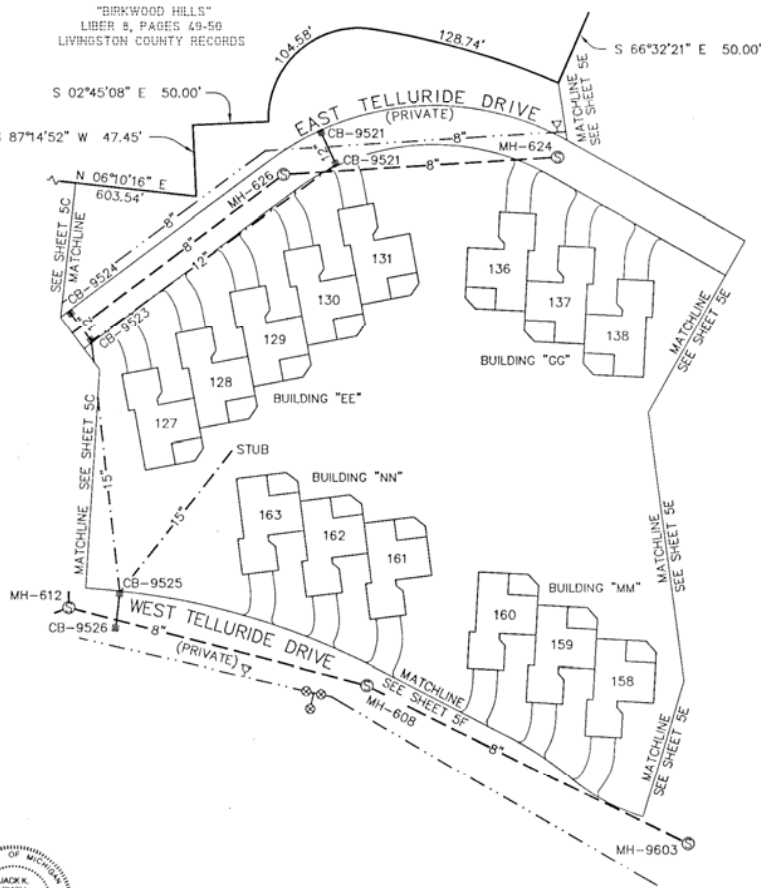 "BIRKWOOD HILLS"
LIBER 8, PAGES 49-50
LIVINGSTON COUNTY RECORDS
104.58'
128.74'
S 66°32'21" E 50.00'
S 02°45'08" E 50.00'
87°14'52" W 47.45'
N 06°10'16" E
603.54'
EAST TELLURIDE DRIVE
(PRIVATE)
MATCHLINE
SEE SHEET 5E
CB-9521
12"
CB-9521
8"
8"
MH-624
MH-626
SEE SHEET 5C
MATCHLINE
8"
8"
12"
CB-9524
12"
CB-9523
131
130
129
128
127
BUILDING "EE"
136
137
138
BUILDING "GG"
MATCHLINE
SEE SHEET 5E
MATCHLINE SEE SHEET 5C
15"
STUB
15"
BUILDING "NN"
163
162
161
MATCHLINE
SEE SHEET 5E
CB-9525
MH-612
CB-9526
8"
WEST TELLURIDE DRIVE
(PRIVATE)
BUILDING "MM"
160
159
158
MATCHLINE
SEE SHEET 5F
MH-608
8"
MATCHLINE
SEE SHEET 5E
MH-9603
OF MICHIGAN
JACK K.